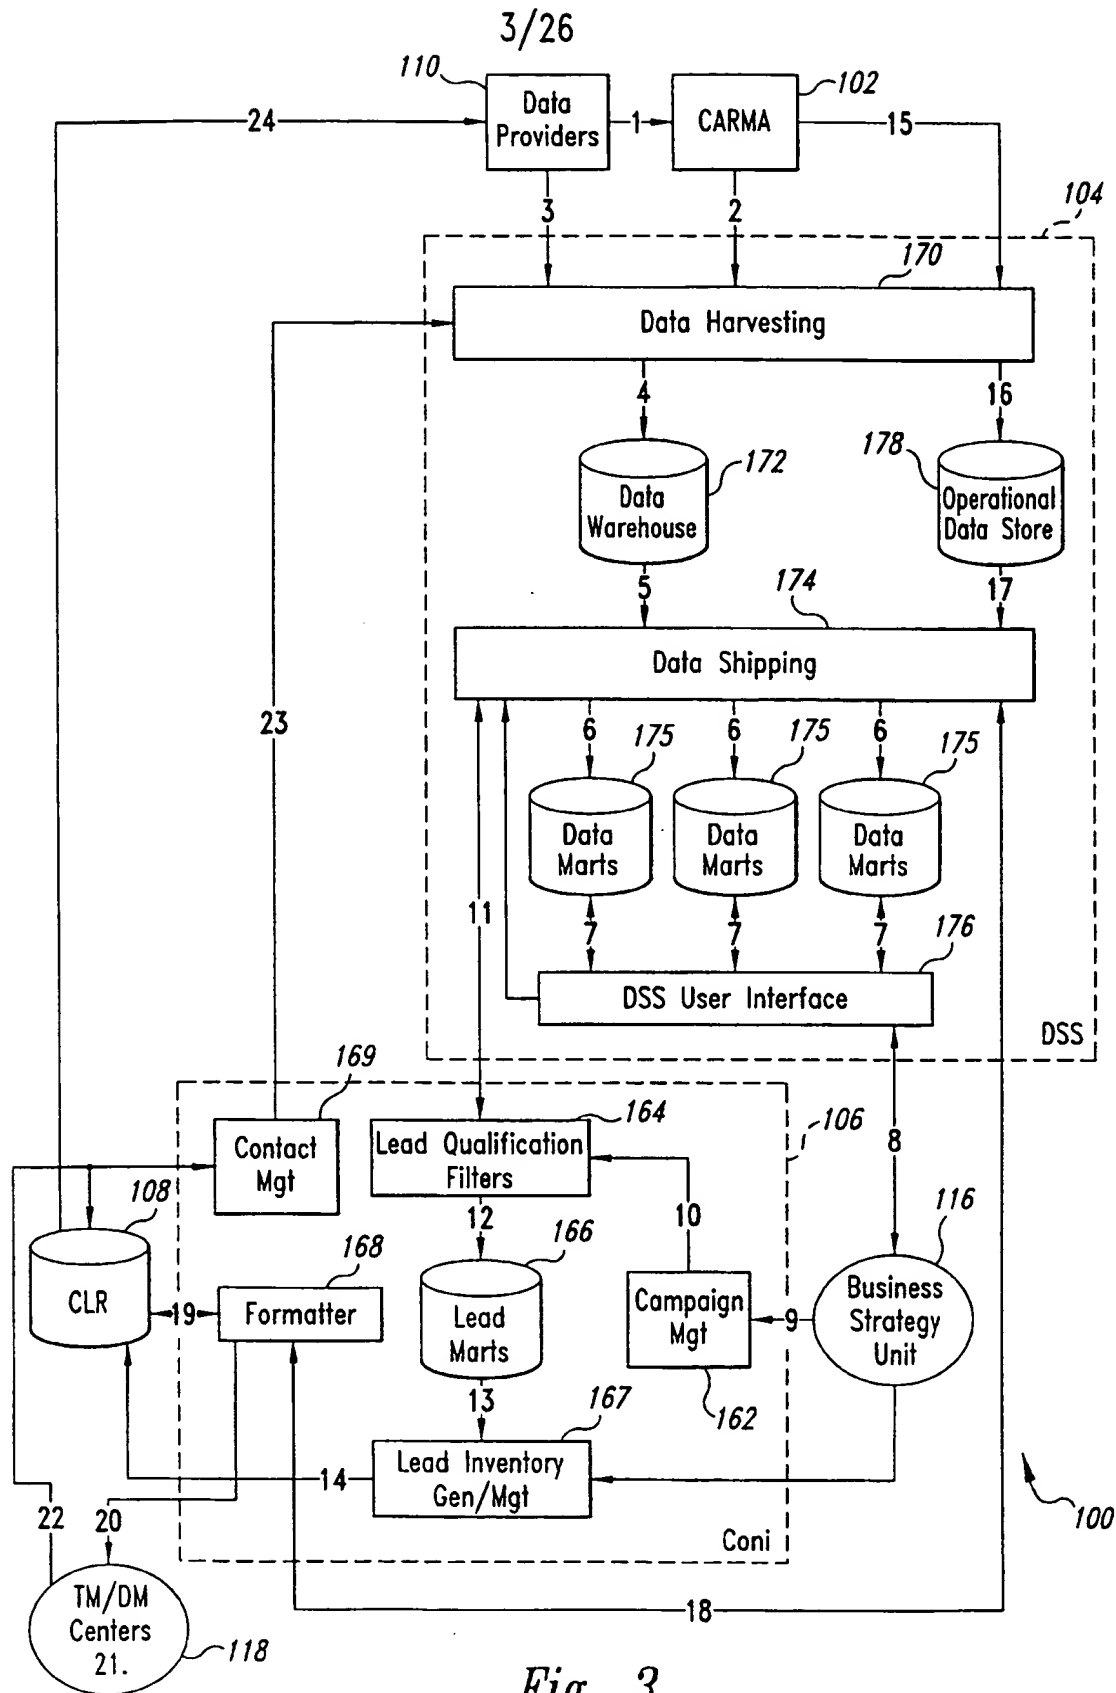 3/26
110
102
Data
Providers
1
CARMA
24
15
3
2
104
170
Data Harvesting
4
16
178
172
Data
Warehouse
Operational
Data Store
5
17
174
Data Shipping
23
6
6
6
175
175
175
Data
Marts
Data
Marts
Data
Marts
11
7
7
7
176
DSS User Interface
DSS
169
164
106
8
Contact
Mgt
Lead Qualification
Filters
108
12
10
116
168
166
CLR
19
Formatter
Lead
Marts
Campaign
Mgt
9
Business
Strategy
Unit
13
167
162
14
Lead Inventory
Gen/Mgt
22
20
Coni
100
TM/DM
Centers
21.
118
18
Fig. 3